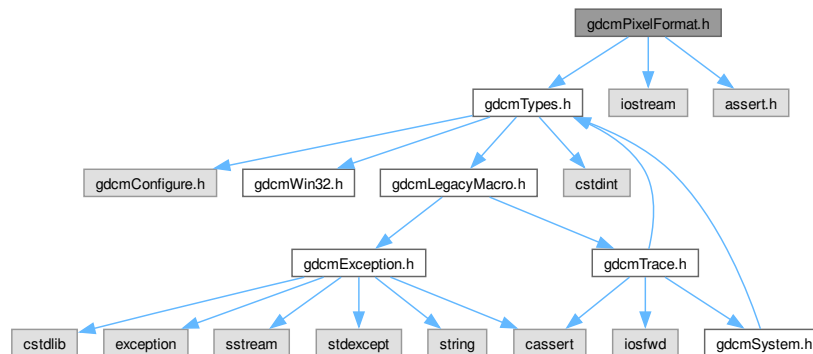 gdcmPixelFormat.h
gdcmTypes.h
iostream
assert.h
gdcmConfigure.h
gdcmWin32.h
gdcmLegacyMacro.h
cstdint
gdcmException.h
gdcmTrace.h
cstdlib
exception
sstream
stdexcept
string
cassert
iosfwd
gdcmSystem.h